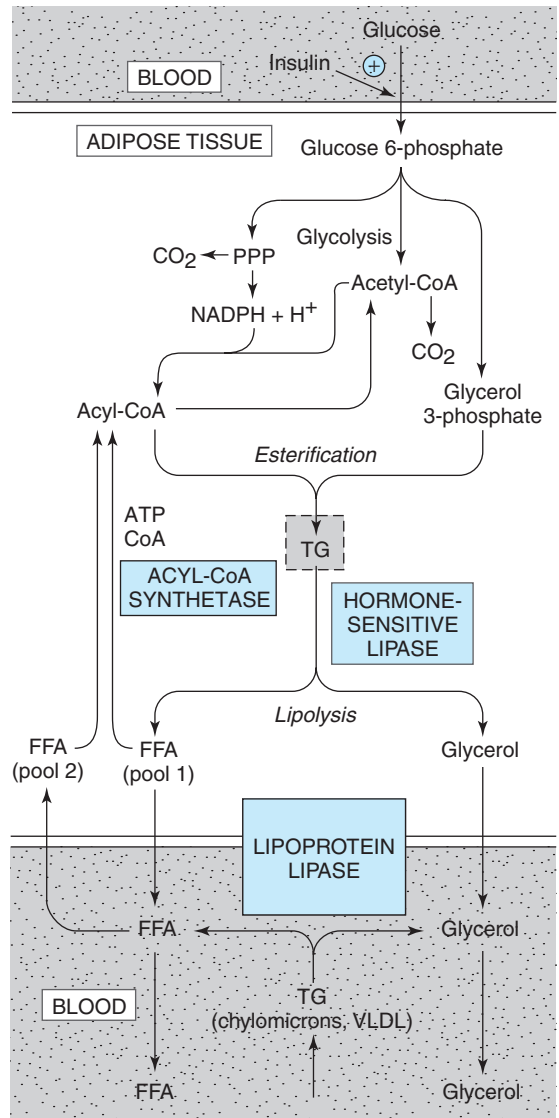 Glucose
Insulin
+
BLOOD
ADIPOSE TISSUE
Glucose 6-phosphate
Glycolysis
CO2
PPP
Acetyl-CoA
NADPH + H+
CO2
Acyl-CoA
Glycerol
3-phosphate
Esterification
ATP
CoA
TG
ACYL-CoA
SYNTHETASE
HORMONE-
SENSITIVE
LIPASE
Lipolysis
FFA
(pool 2)
FFA
(pool 1)
Glycerol
LIPOPROTEIN
LIPASE
FFA
Glycerol
BLOOD
TG
(chylomicrons, VLDL)
FFA
Glycerol